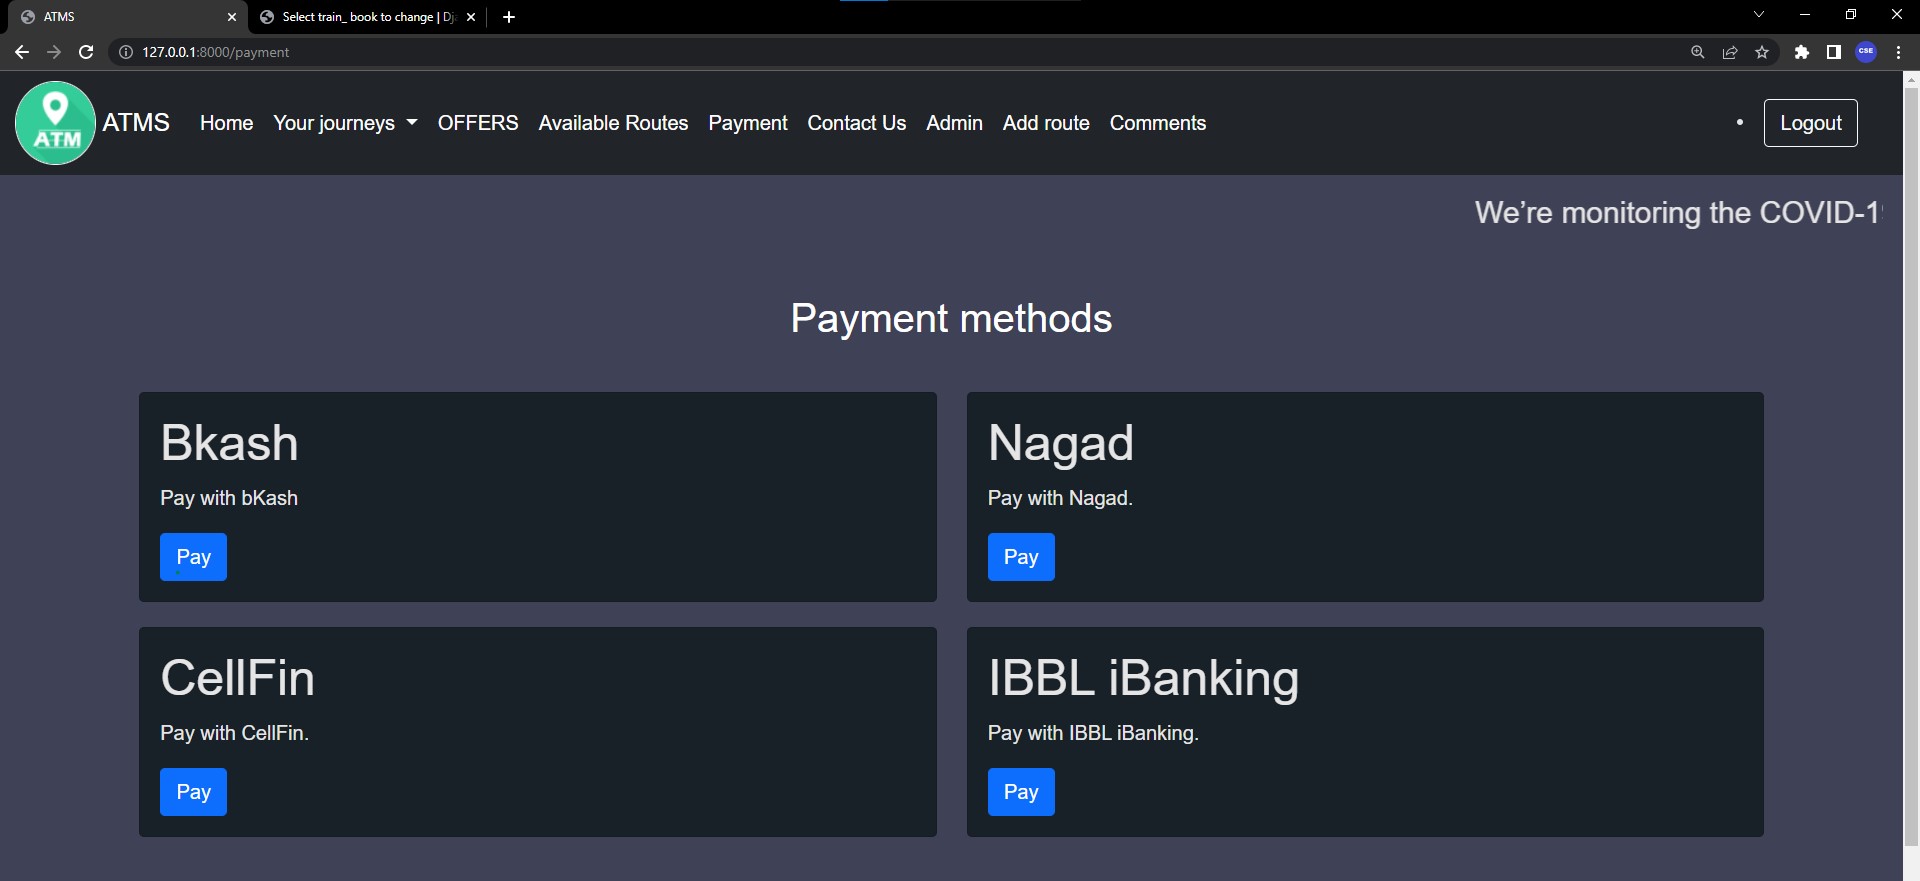 ATMS
Select train_ book to change | Dj
CSE
127.0.0.1:8000/payment
ATM
ATMS
Home
Your journeys
OFFERS
Available Routes
Payment
Contact Us
Admin
Add route
Comments
Logout
We’re monitoring the COVID-1
Payment methods
Bkash
Pay with bKash
Pay
Nagad
Pay with Nagad.
Pay
CellFin
Pay with CellFin.
Pay
IBBL iBanking
Pay with IBBL iBanking.
Pay